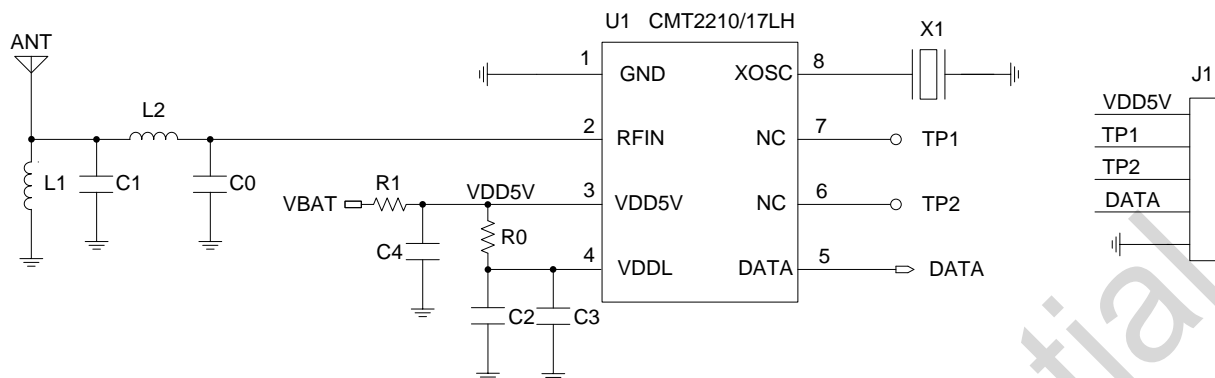 U1 CMT2210/17LH
ANT
X1
J1
1
GND
XOSC
8
L2
2
RFIN
NC
7
TP1
L1
C1
C0
VBAT
R1
VDD5V
3
VDD5V
NC
6
TP2
C4
R0
4
VDDL
DATA
5
DATA
C2
C3
VDD5V
TP1
TP2
DATA
tial